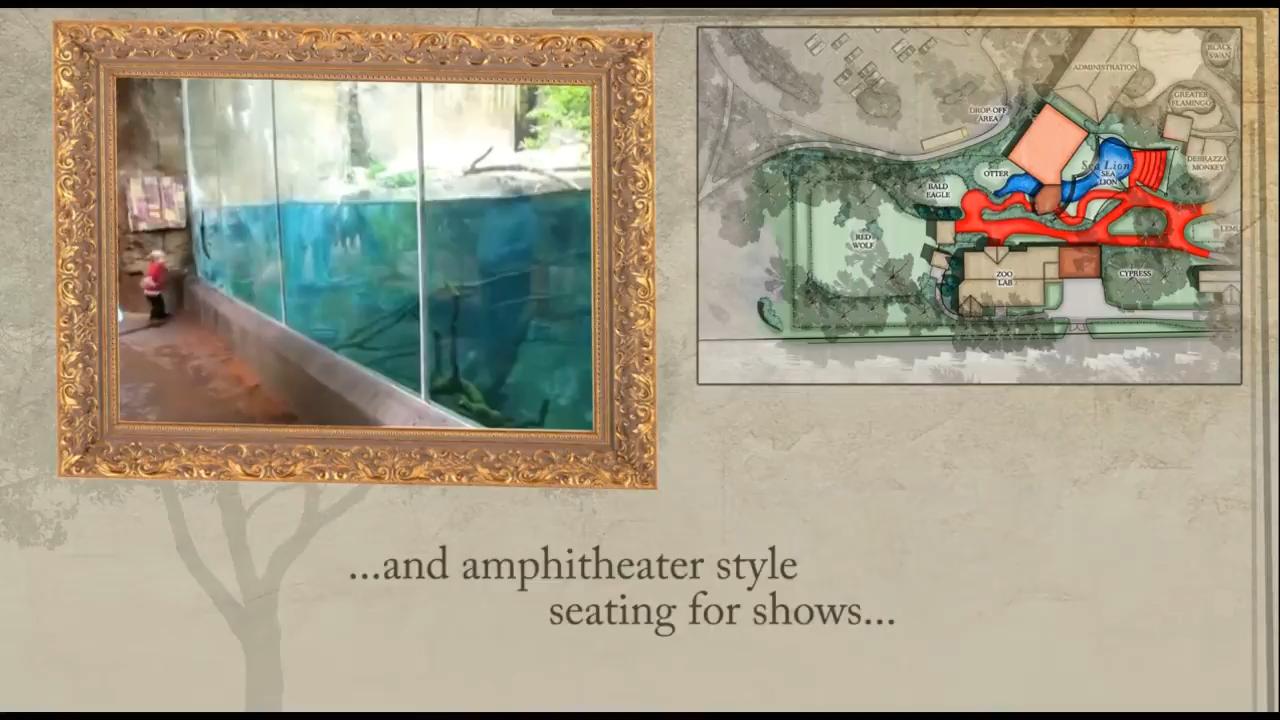 ADMINISTRATION
BLACK
SWAN
GREATER
FLAMINGO
DROP-OFF
AREA
DEBRAZZA
MONKEY
Sea Lion
SEA
LION
OTTER
BALD
EAGLE
RED
WOLF
ZOO
LAB
CYPRESS
...and amphitheater style
seating for shows...